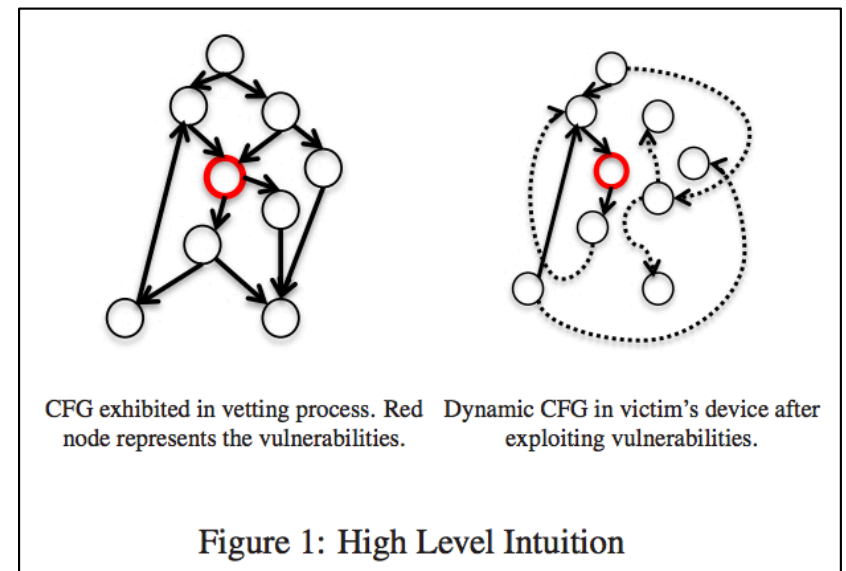 CFG exhibited in vetting process. Red
node represents the vulnerabilities.
Dynamic CFG in victim's device after
exploiting vulnerabilities.
Figure 1: High Level Intuition